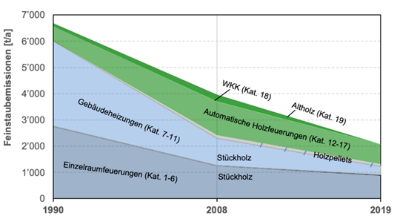 Feinstaubemissionen [t/a]
7'000
6'000
5'000
4'000
3'000
2'000
1'000
0
1990
2008
2019
WKK (Kat. 18)
Altholz (Kat. 19)
Automatische Holzfeuerungen (Kat. 12-17)
Gebäudeheizungen (Kat. 7-11)
Holzpellets
Stückholz
Einzelraumfeuerungen (Kat. 1-6)
Stückholz